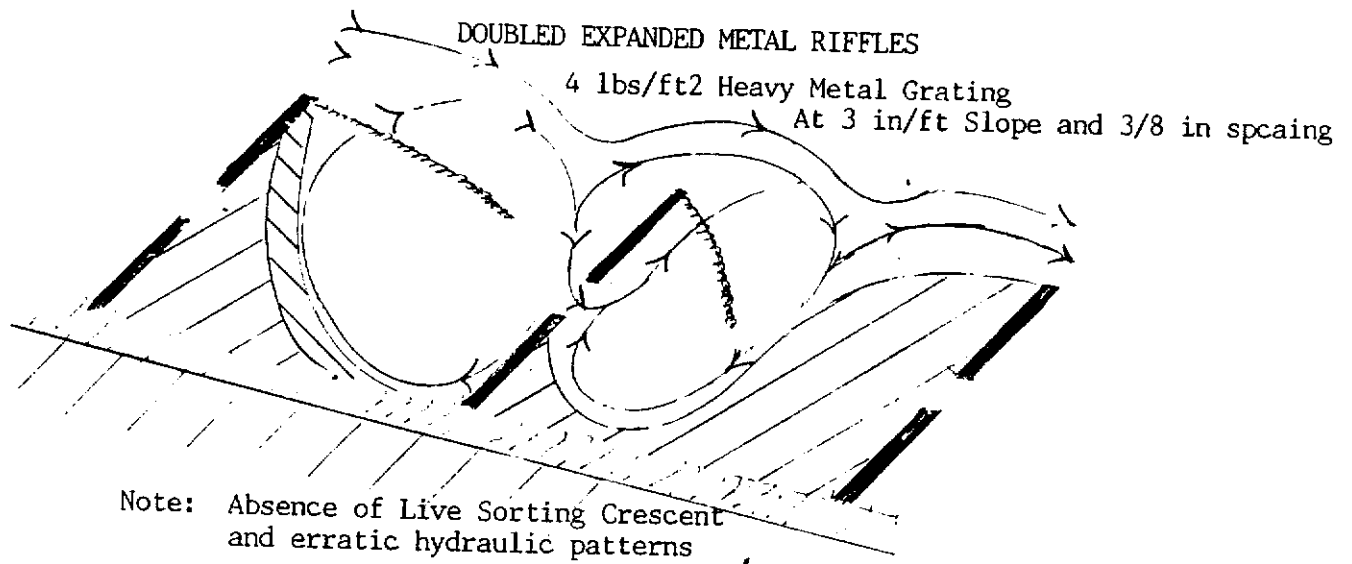 DOUBLED EXPANDED METAL RIFFLES
4 lbs/ft2 Heavy Metal Grating
At 3 in/ft Slope and 3/8 in spcaing
Note: Absence of Live Sorting Crescent
and erratic hydraulic patterns